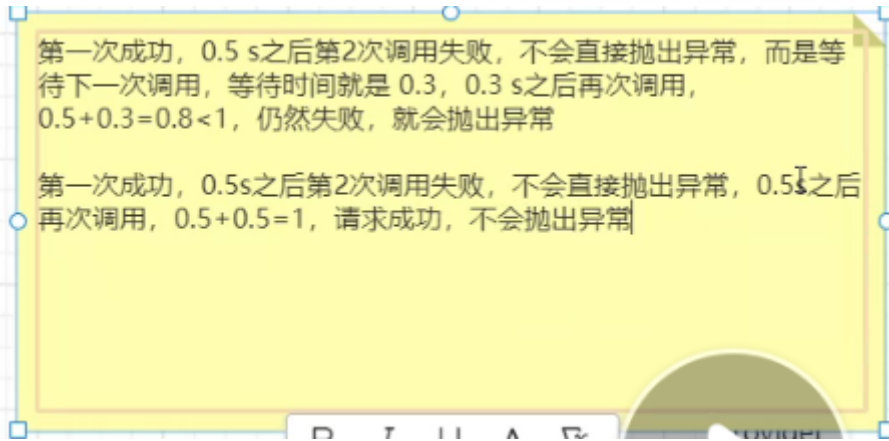 第一次成功，0.5 s之后第2次调用失败，不会直接抛出异常，而是等
待下一次调用，等待时间就是 0.3，0.3 s之后再次调用，
0.5+0.3=0.8<1，仍然失败，就会抛出异常
第一次成功，0.5s之后第2次调用失败，不会直接抛出异常，0.5s之后
再次调用，0.5+0.5=1，请求成功，不会抛出异常